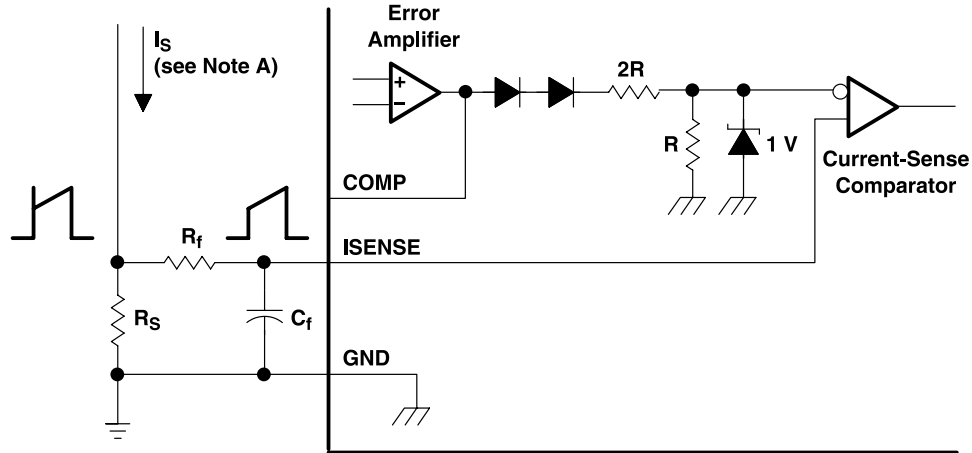 Error
Amplifier
I_S
(see Note A)
+
−
2R
R
1 V
Current-Sense
Comparator
COMP
R_f
ISENSE
R_S
C_f
GND